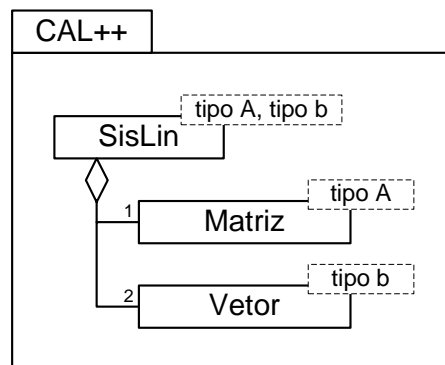 CAL++
tipo A, tipo b
SisLin
tipo A
1
Matriz
tipo b
2
Vetor